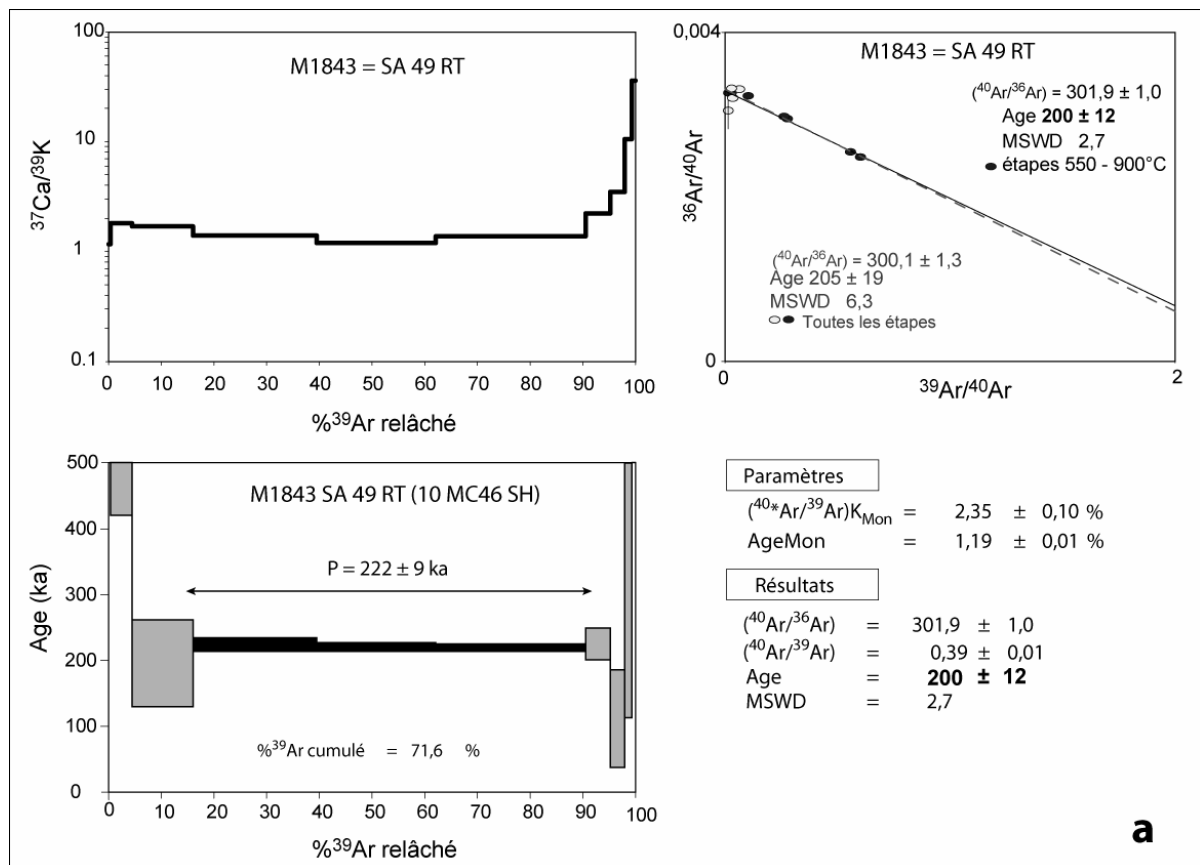 M1843 = SA 49 RT
37Ca/39K
100
10
1
0.1
0 10 20 30 40 50 60 70 80 90 100
%39Ar relâché
M1843 = SA 49 RT
(40Ar/36Ar) = 301,9 ± 1,0
Age 200 ± 12
MSWD 2,7
étapes 550 - 900°C
(40Ar/36Ar) = 300,1 ± 1,3
Age 205 ± 19
MSWD 6,3
Toutes les étapes
36Ar/40Ar
0,004
0
0 2
39Ar/40Ar
M1843 SA 49 RT (10 MC46 SH)
P = 222 ± 9 ka
%39Ar cumulé = 71,6 %
Age (ka)
500
400
300
200
100
0
0 10 20 30 40 50 60 70 80 90 100
%39Ar relâché
Paramètres
(40*Ar/39Ar)KMon = 2,35 ± 0,10 %
AgeMon = 1,19 ± 0,01 %
Résultats
(40Ar/36Ar) = 301,9 ± 1,0
(40Ar/39Ar) = 0,39 ± 0,01
Age = 200 ± 12
MSWD = 2,7
a